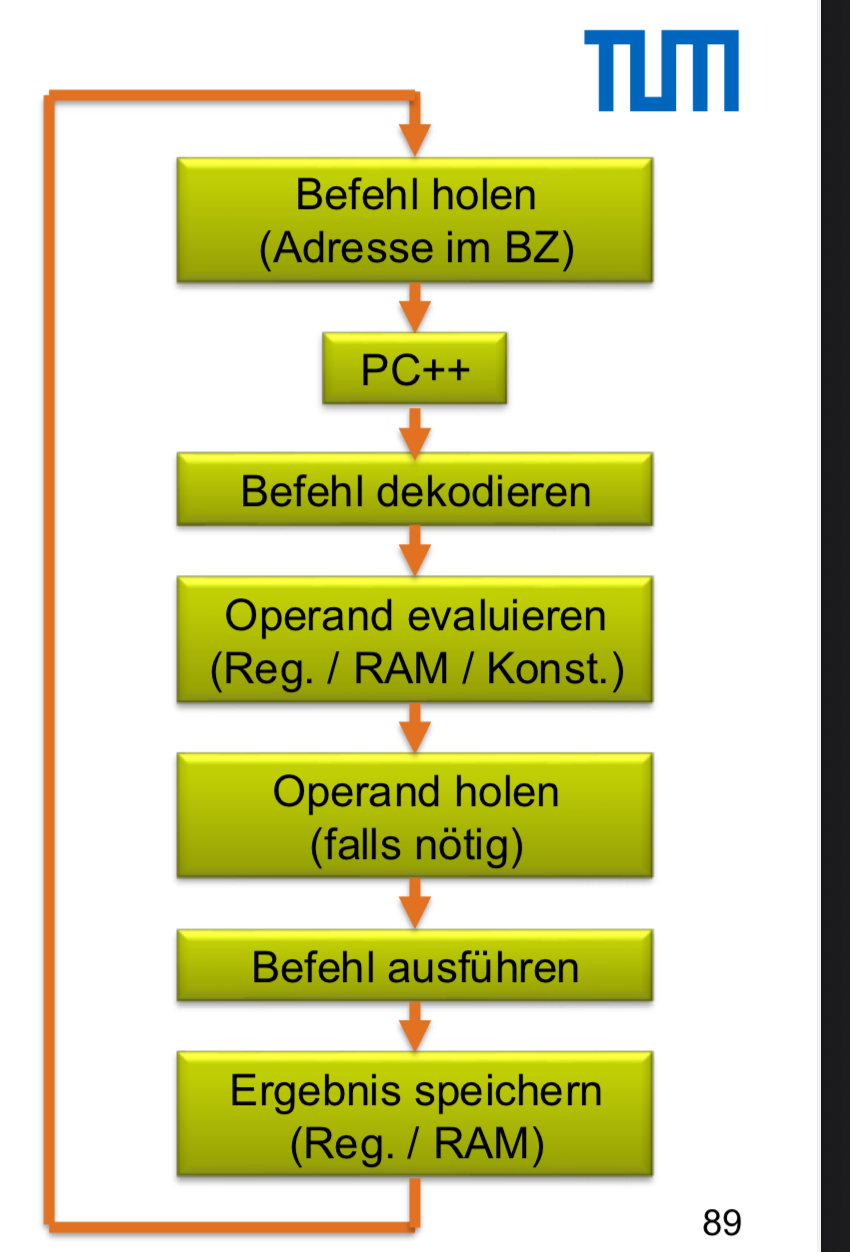 TUM
Befehl holen
(Adresse im BZ)
PC++
Befehl dekodieren
Operand evaluieren
(Reg. / RAM / Konst.)
Operand holen
(falls nötig)
Befehl ausführen
Ergebnis speichern
(Reg. / RAM)
89